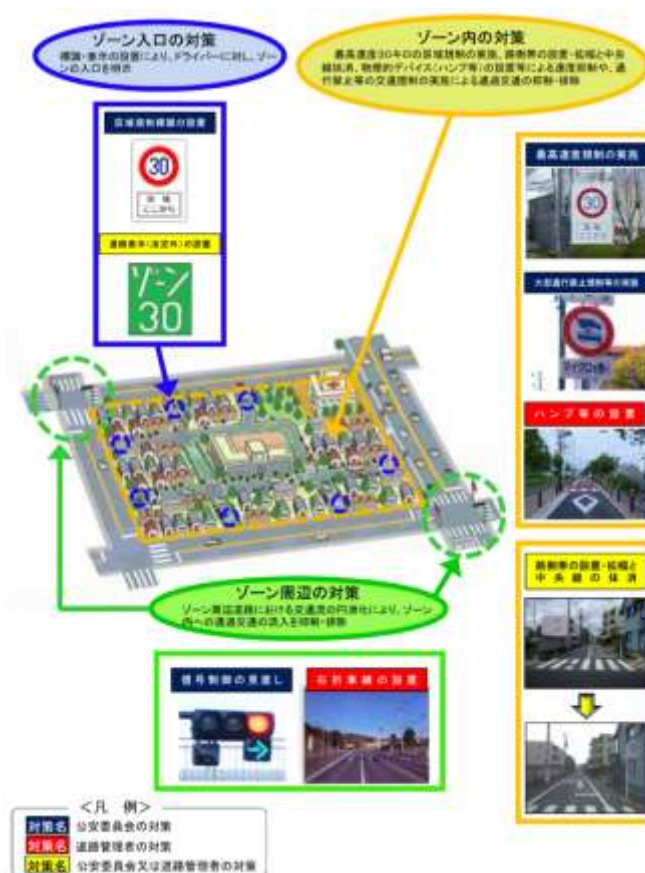 ゾーン入口の対策
標識・表示の設置により、ドライバーに対し、ゾー
ンの入口を明示
ゾーン内の対策
最高速度30キロの区域規制の実施、路側帯の設置・拡幅と中央
線抹消、物理的デバイス(ハンプ等)の設置等による速度抑制や、通
行禁止等の交通規制の実施による通過交通の抑制・排除
区域規制標識の設置
30
区域
ここから
道路表示(法定外)の設置
ゾーン
30
最高速度規制の実施
30
区域
ここから
大型通行禁止規制等の実施
マイクロを除く
ハンプ等の設置
路側帯の設置・拡幅と
中央線の抹消
ゾーン周辺の対策
ゾーン周辺道路における交通流の円滑化により、ゾーン
内への通過交通の流入を抑制・排除
信号制御の見直し
右折車線の設置
<凡 例>
対策名 公安委員会の対策
対策名 道路管理者の対策
対策名 公安委員会又は道路管理者の対策